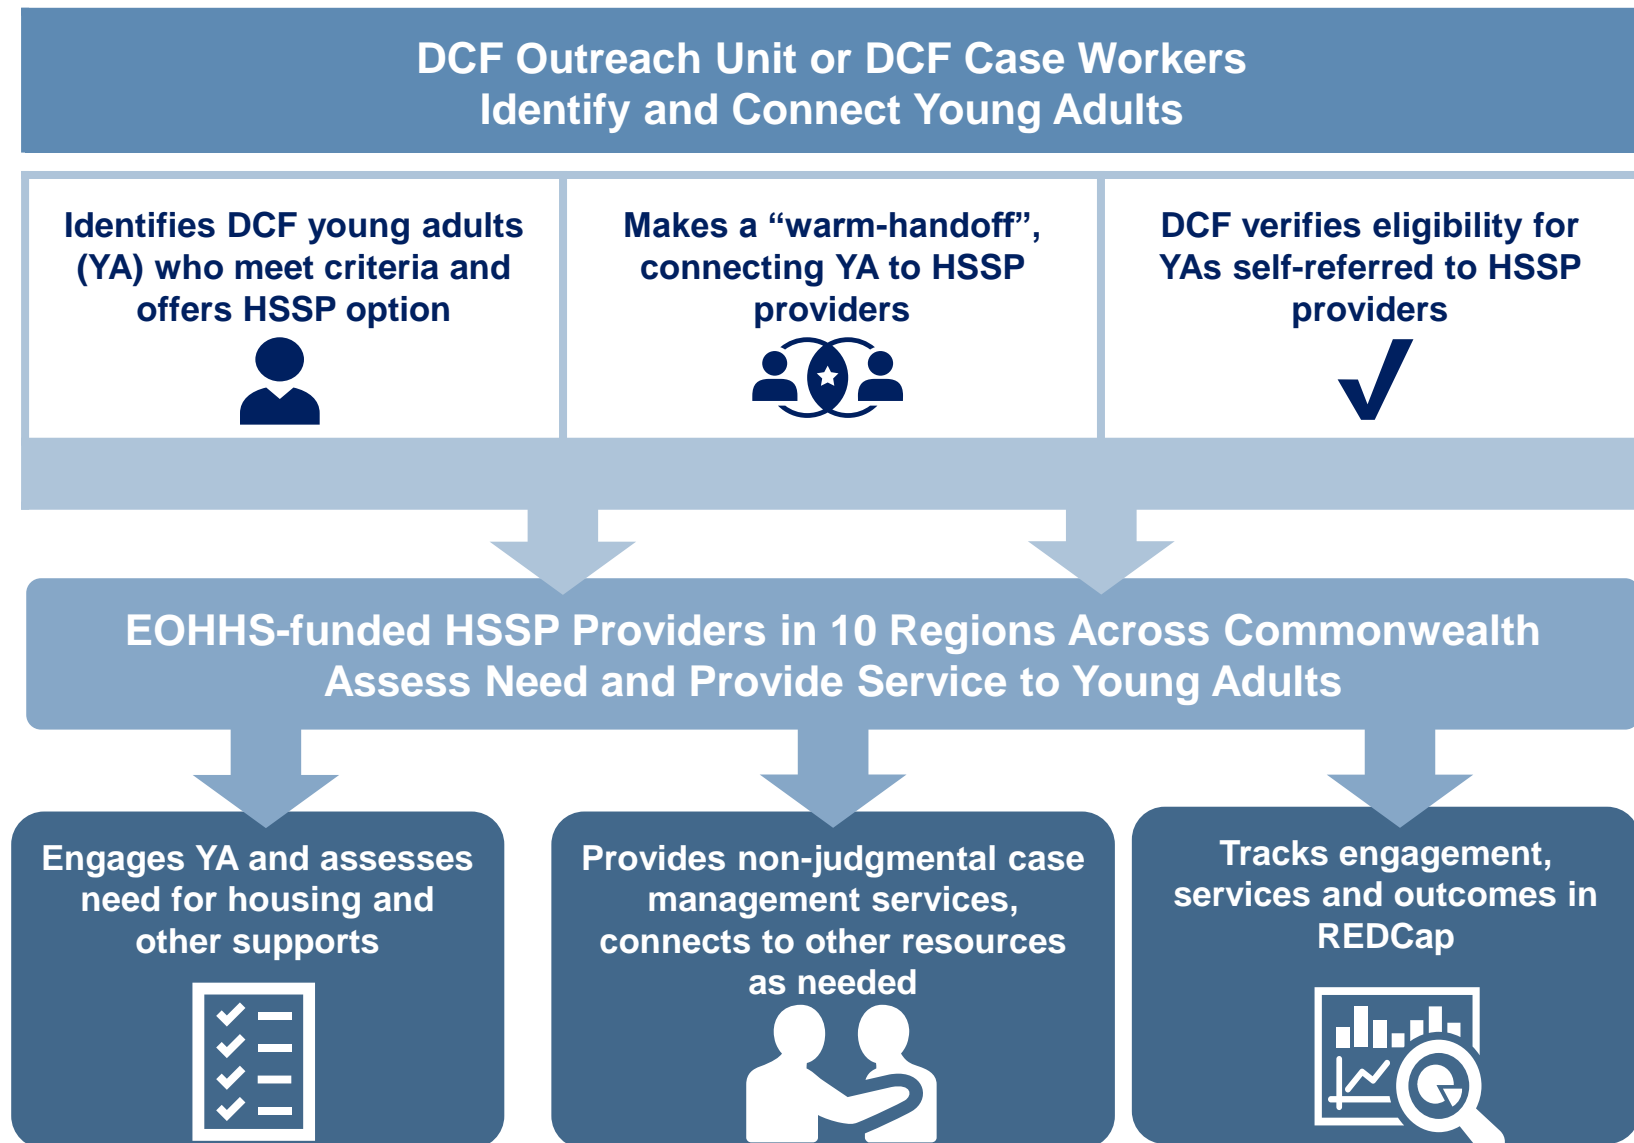 DCF Outreach Unit or DCF Case Workers
Identify and Connect Young Adults
Identifies DCF young adults
(YA) who meet criteria and
offers HSSP option
Makes a “warm-handoff”,
connecting YA to HSSP
providers
DCF verifies eligibility for
YAs self-referred to HSSP
providers
EOHHS-funded HSSP Providers in 10 Regions Across Commonwealth
Assess Need and Provide Service to Young Adults
Engages YA and assesses
need for housing and
other supports
Provides non-judgmental case
management services,
connects to other resources
as needed
Tracks engagement,
services and outcomes in
REDCap